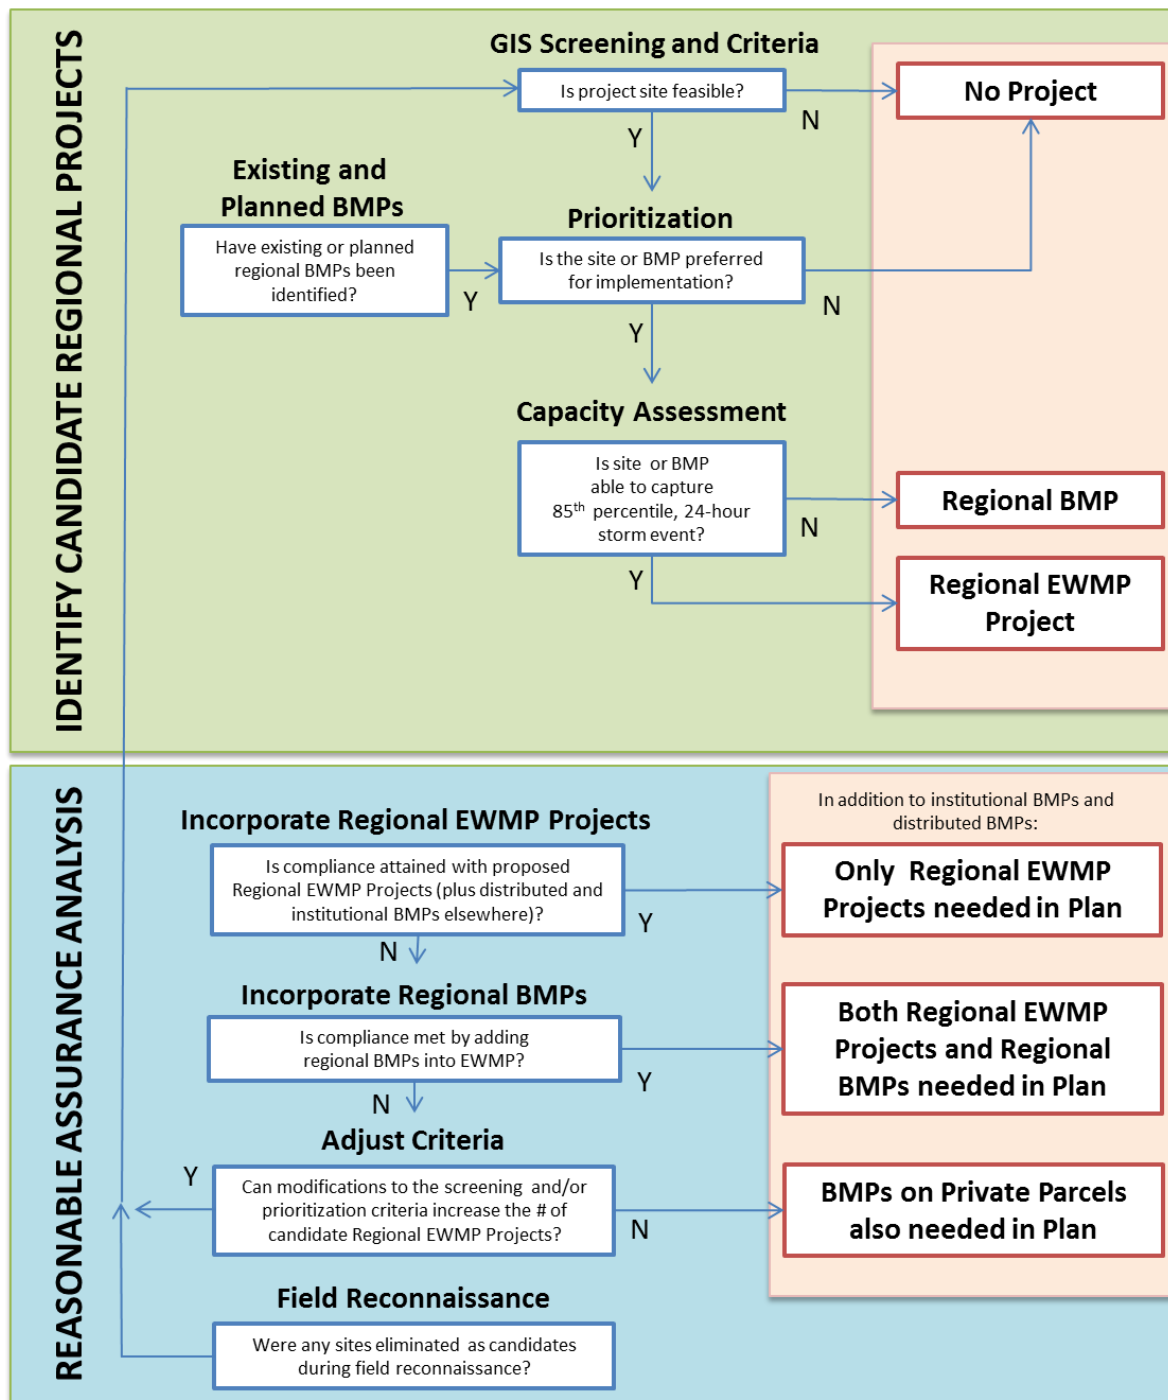 IDENTIFY CANDIDATE REGIONAL PROJECTS
GIS Screening and Criteria
Is project site feasible?
N
No Project
Y
Existing and
Planned BMPs
Have existing or planned
regional BMPs been
identified?
Y
Prioritization
Is the site or BMP preferred
for implementation?
N
Y
Capacity Assessment
Is site or BMP
able to capture
85th percentile, 24-hour
storm event?
N
Regional BMP
Y
Regional EWMP
Project
REASONABLE ASSURANCE ANALYSIS
In addition to institutional BMPs and
distributed BMPs:
Incorporate Regional EWMP Projects
Is compliance attained with proposed
Regional EWMP Projects (plus distributed and
institutional BMPs elsewhere)?
Y
Only Regional EWMP
Projects needed in Plan
N
Incorporate Regional BMPs
Is compliance met by adding
regional BMPs into EWMP?
Y
Both Regional EWMP
Projects and Regional
BMPs needed in Plan
N
Adjust Criteria
Y
Can modifications to the screening and/or
prioritization criteria increase the # of
candidate Regional EWMP Projects?
N
BMPs on Private Parcels
also needed in Plan
Field Reconnaissance
Were any sites eliminated as candidates
during field reconnaissance?